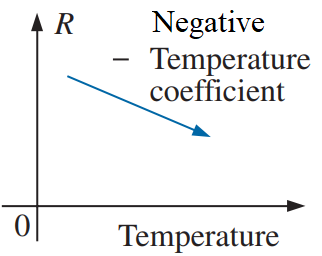 R
Negative
– Temperature
coefficient
0
Temperature